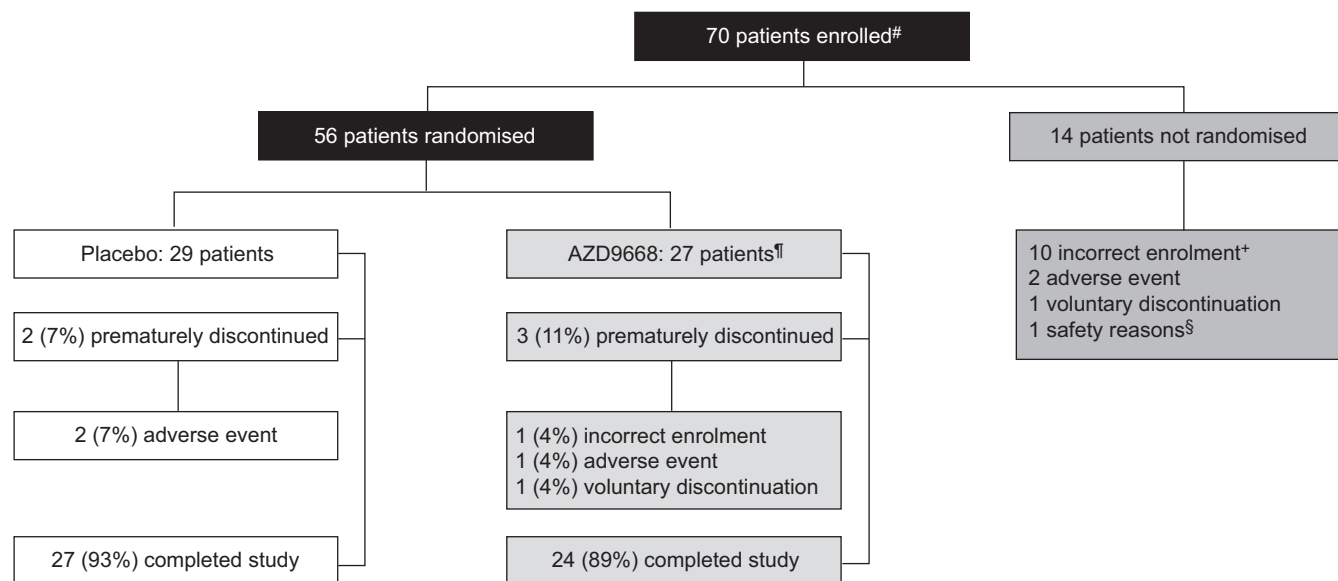 70 patients enrolled#
56 patients randomised
14 patients not randomised
Placebo: 29 patients
AZD9668: 27 patients¶
10 incorrect enrolment+
2 adverse event
1 voluntary discontinuation
1 safety reasons§
2 (7%) prematurely discontinued
3 (11%) prematurely discontinued
2 (7%) adverse event
1 (4%) incorrect enrolment
1 (4%) adverse event
1 (4%) voluntary discontinuation
27 (93%) completed study
24 (89%) completed study